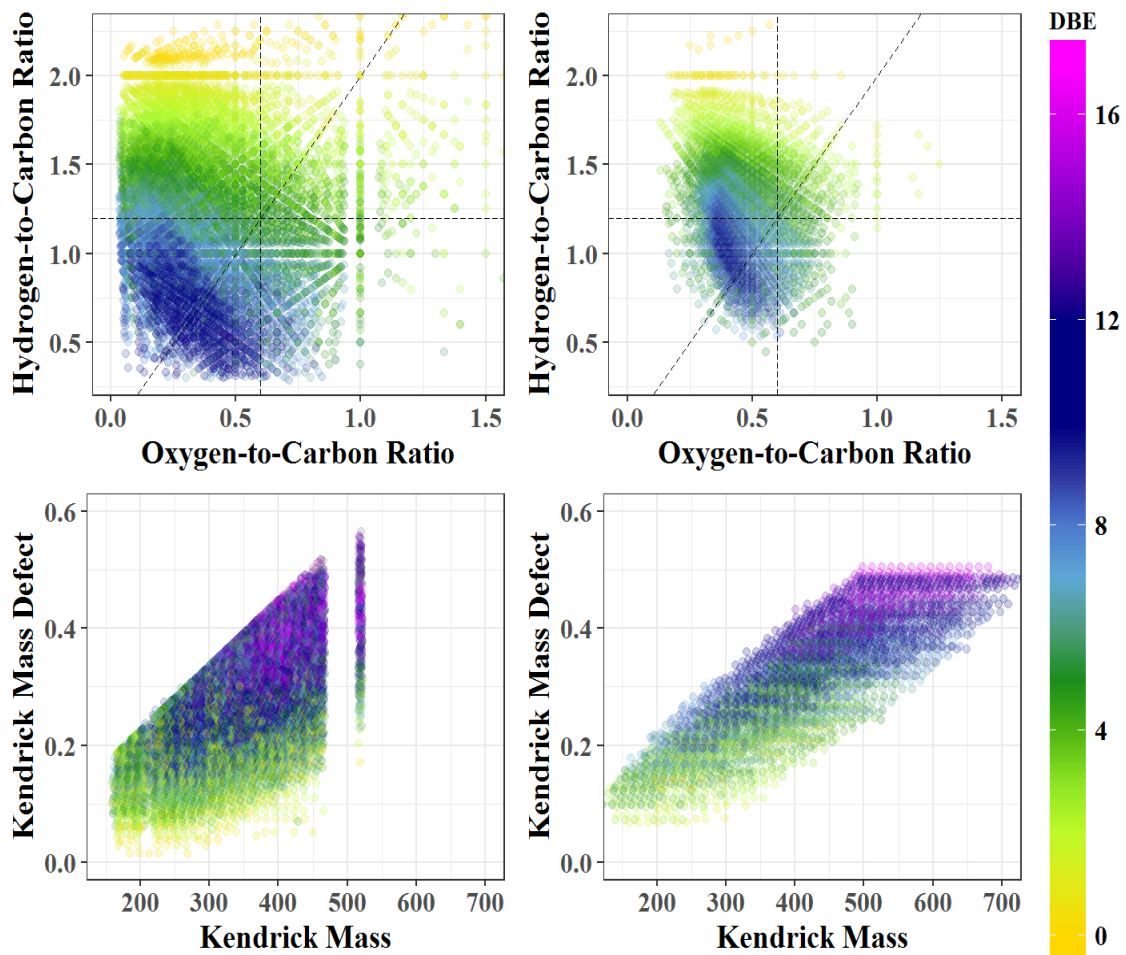 Hydrogen-to-Carbon Ratio
2.0
1.5
1.0
0.5
0.0 0.5 1.0 1.5
Oxygen-to-Carbon Ratio
Hydrogen-to-Carbon Ratio
2.0
1.5
1.0
0.5
0.0 0.5 1.0 1.5
Oxygen-to-Carbon Ratio
DBE
16
12
8
4
0
Kendrick Mass Defect
0.6
0.4
0.2
0.0
200 300 400 500 600 700
Kendrick Mass
Kendrick Mass Defect
0.6
0.4
0.2
0.0
200 300 400 500 600 700
Kendrick Mass